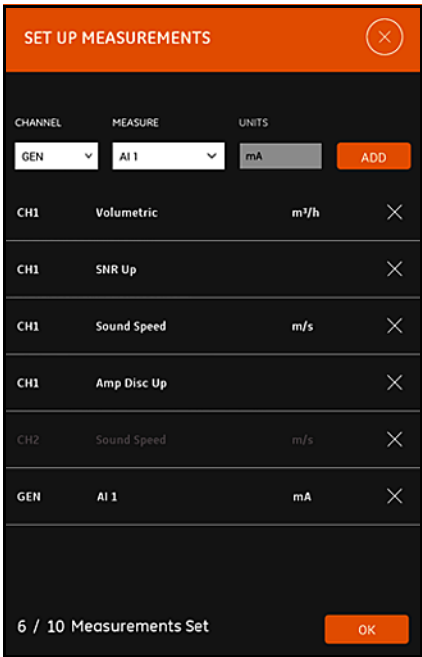 SET UP MEASUREMENTS
CHANNEL MEASURE UNITS
GEN AI 1 mA ADD
CH1 Volumetric m³/h
CH1 SNR Up
CH1 Sound Speed m/s
CH1 Amp Disc Up
CH2 Sound Speed m/s
GEN AI 1 mA
6 / 10 Measurements Set OK